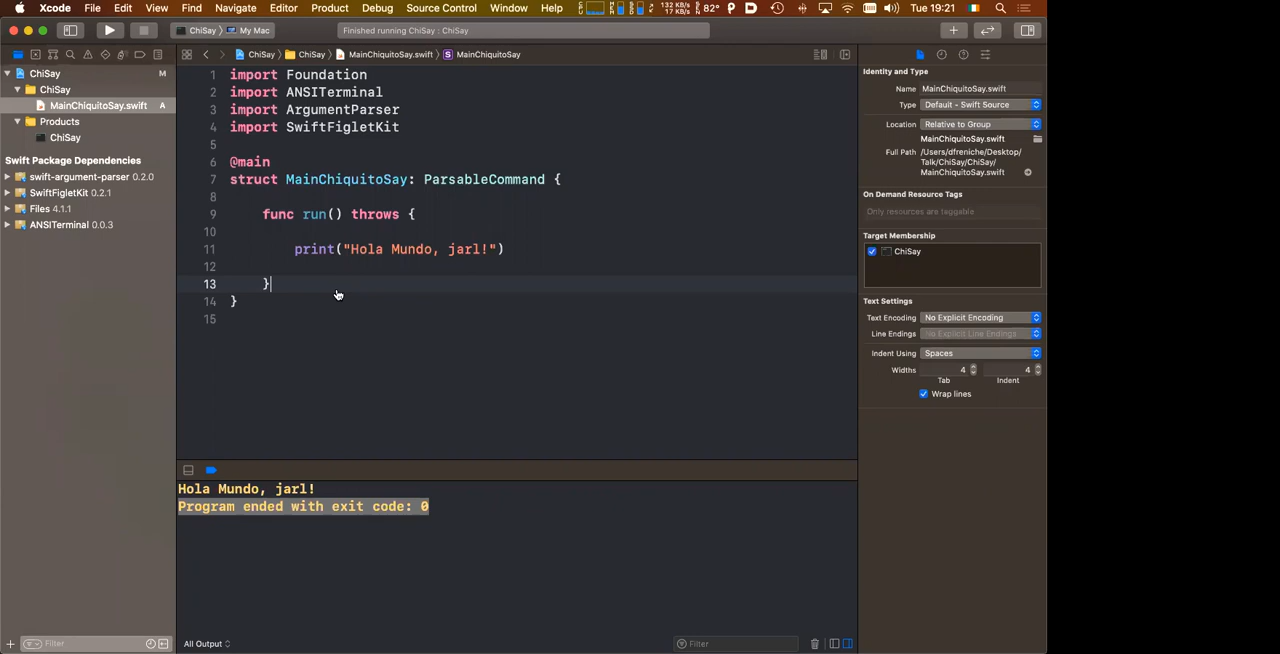 Xcode File Edit View Find Navigate Editor Product Debug Source Control Window Help 132 KB/s 17 KB/s 82° Tue 19:21
ChiSay › My Mac Finished running ChiSay : ChiSay
ChiSay › ChiSay › MainChiquitoSay.swift › S MainChiquitoSay
ChiSay M
ChiSay
MainChiquitoSay.swift A
Products
ChiSay
Swift Package Dependencies
swift-argument-parser 0.2.0
SwiftFigletKit 0.2.1
Files 4.1.1
ANSITerminal 0.0.3
Filter
1 import Foundation
2 import ANSITerminal
3 import ArgumentParser
4 import SwiftFigletKit
5
6 @main
7 struct MainChiquitoSay: ParsableCommand {
8
9 func run() throws {
10
11 print("Hola Mundo, jarl!")
12
13 }
14 }
15
Hola Mundo, jarl!
Program ended with exit code: 0
All Output
Filter
Identity and Type
Name MainChiquitoSay.swift
Type Default - Swift Source
Location Relative to Group
MainChiquitoSay.swift
Full Path /Users/dfreniche/Desktop/
Talk/ChiSay/ChiSay/
MainChiquitoSay.swift
On Demand Resource Tags
Only resources are taggable
Target Membership
ChiSay
Text Settings
Text Encoding No Explicit Encoding
Line Endings No Explicit Line Endings
Indent Using Spaces
Widths 4 4
Tab Indent
Wrap lines